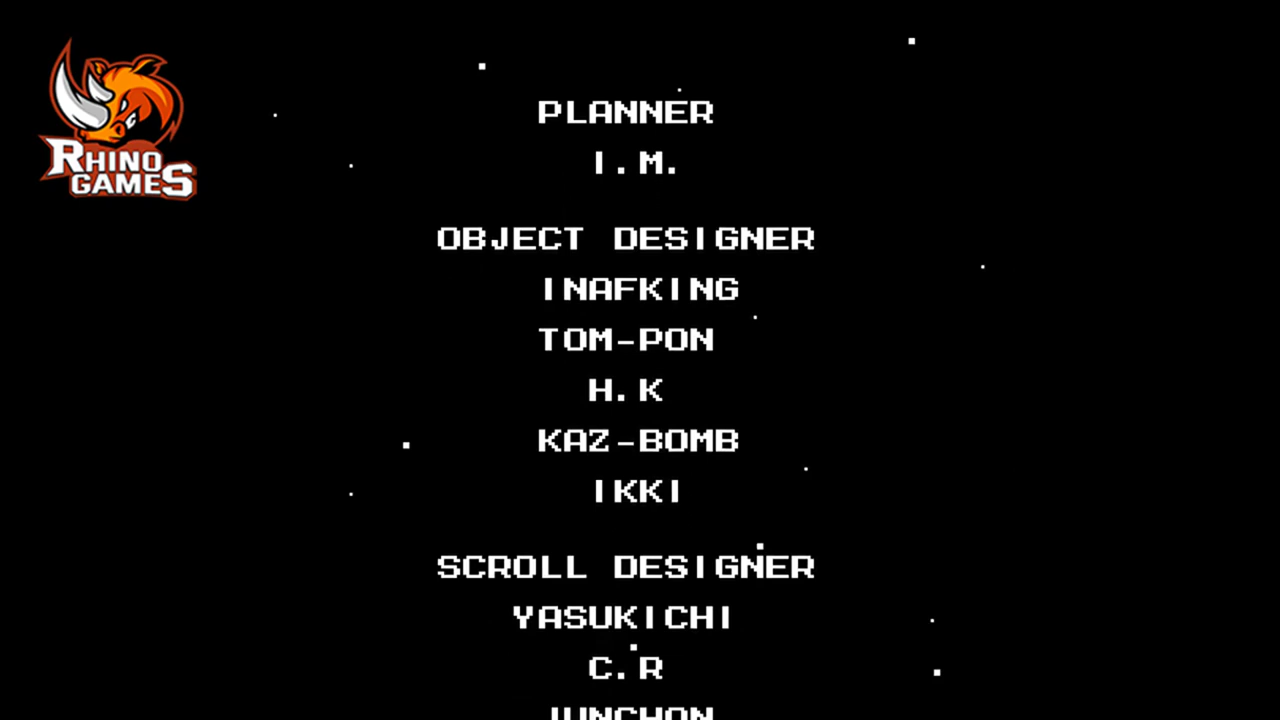 RHINO
GAMES
PLANNER
I.M.
OBJECT DESIGNER
INAFKING
TOM-PON
H.K
KAZ-BOMB
IKKI
SCROLL DESIGNER
YASUKICHI
C.R